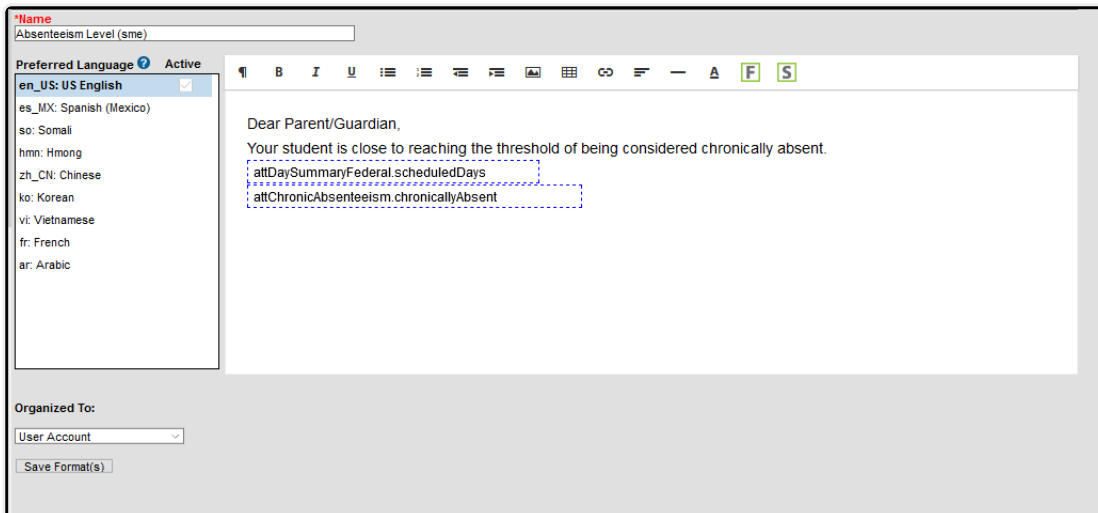 *Name
Absenteeism Level (sme)
Preferred Language ? Active
en_US: US English
es_MX: Spanish (Mexico)
so: Somali
hmn: Hmong
zh_CN: Chinese
ko: Korean
vi: Vietnamese
fr: French
ar: Arabic
¶ B I U A F S
Dear Parent/Guardian,
Your student is close to reaching the threshold of being considered chronically absent.
attDaySummaryFederal.scheduledDays
attChronicAbsenteeism.chronicallyAbsent
Organized To:
User Account
Save Format(s)